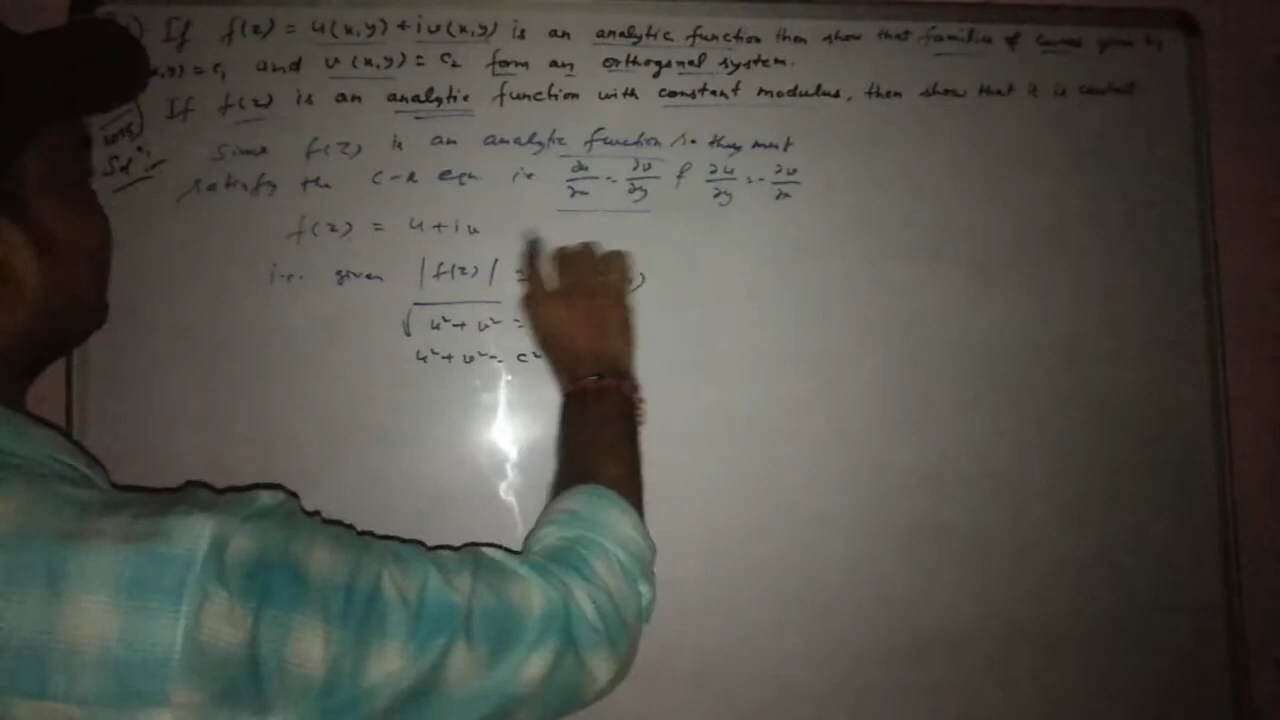 ) If f(z) = u(x,y) + i v(x,y) is an analytic function then show that families of curves given by
x,y) = c₁ and v(x,y) = c₂ form an orthogonal system.
) If f(z) is an analytic function with constant modulus, then show that it is constant
Solⁿ: Since f(z) is an analytic function so they must
satisfy the C-R eqn i.e. ∂u/∂x = ∂v/∂y & ∂u/∂y = -∂v/∂x
f(z) = u + iv
i.e. given |f(z)| =
√u²+v² =
u²+v² = c²